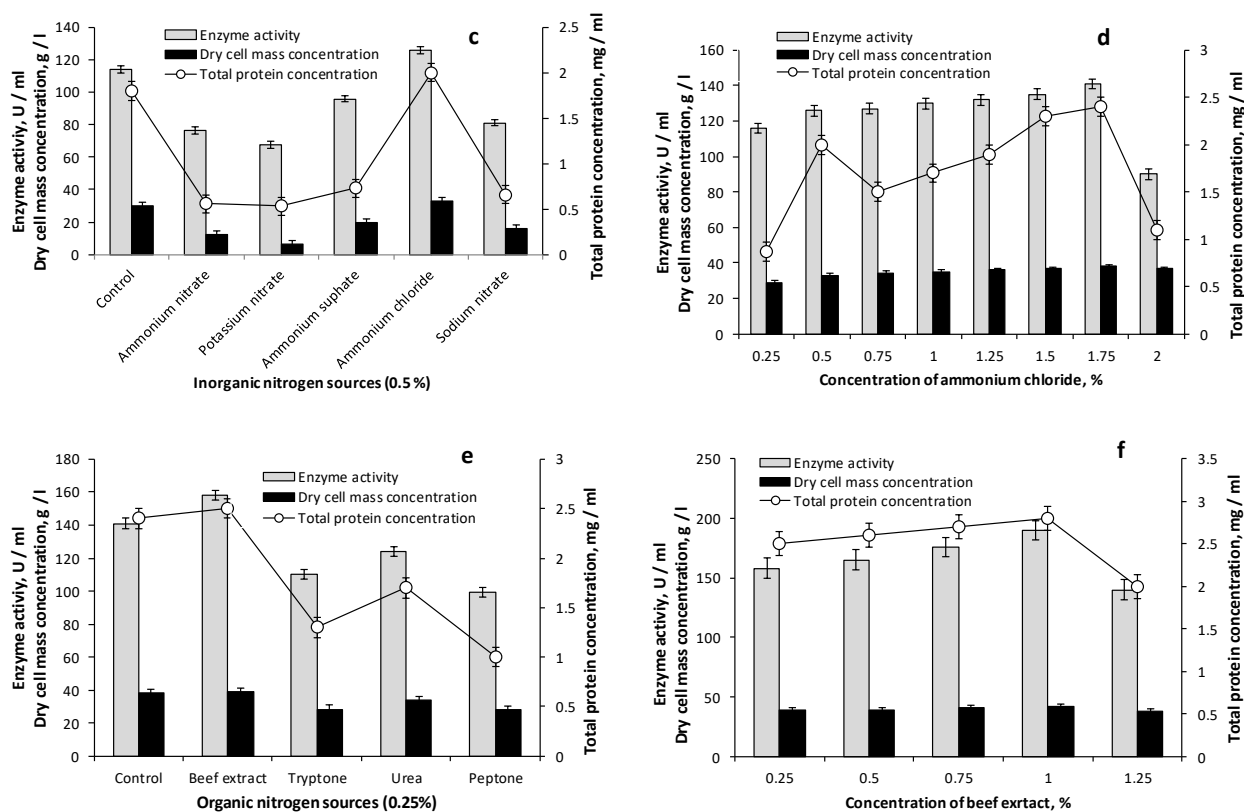 c
Enzyme activity
Dry cell mass concentration
Total protein concentration
Enzyme activiy, U / ml
Dry cell mass concentration, g / l
Total protein concentration, mg / ml
140
120
100
80
60
40
20
0
2.5
2
1.5
1
0.5
0
Control
Ammonium nitrate
Potassium nitrate
Ammonium suphate
Ammonium chloride
Sodium nitrate
Inorganic nitrogen sources (0.5 %)
d
Enzyme activity
Dry cell mass concentration
Total protein concentration
Enzyme activiy, U / ml
Dry cell mass concentration, g / l
Total protein concentration, mg / ml
160
140
120
100
80
60
40
20
0
3
2.5
2
1.5
1
0.5
0
0.25 0.5 0.75 1 1.25 1.5 1.75 2
Concentration of ammonium chloride, %
e
Enzyme activity
Dry cell mass concentration
Total protein concentration
Enzyme activiy, U / ml
Dry cell mass concentration, g / l
Total protein concentration, mg / ml
180
160
140
120
100
80
60
40
20
0
3
2.5
2
1.5
1
0.5
0
Control Beef extract Tryptone Urea Peptone
Organic nitrogen sources (0.25%)
f
Enzyme activity
Dry cell mass concentration
Total protein concentration
Enzyme activiy, U / ml
Dry cell mass concentration, g / l
Total protein concentration, mg / ml
250
200
150
100
50
0
3.5
3
2.5
2
1.5
1
0.5
0
0.25 0.5 0.75 1 1.25
Concentration of beef exrtact, %